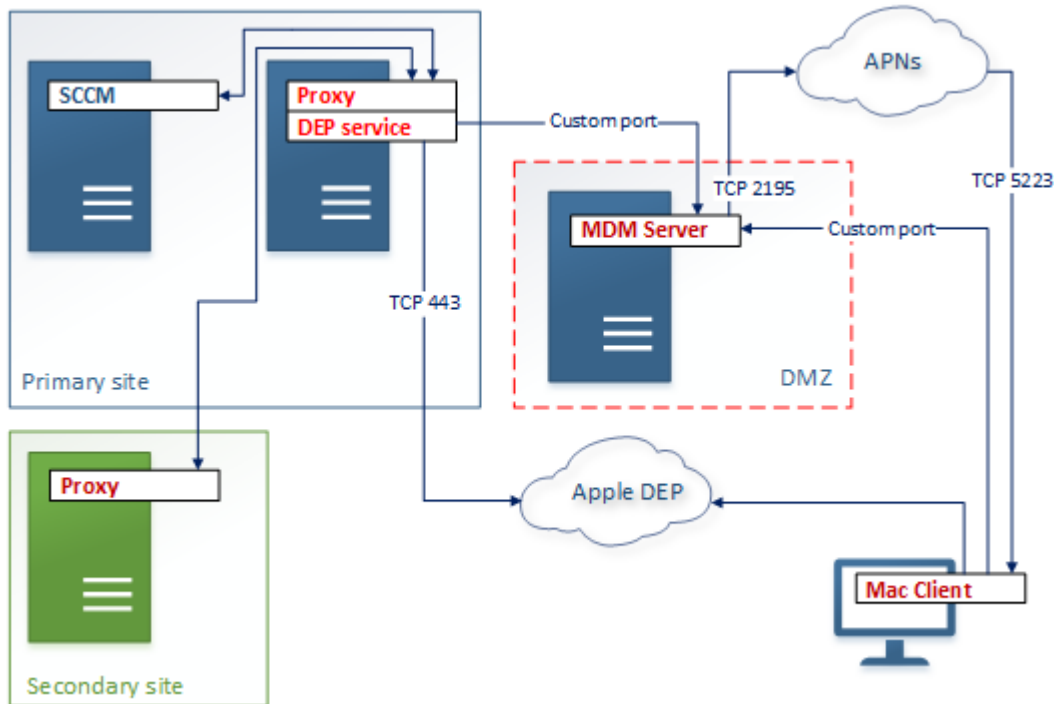 SCCM
Proxy
DEP service
APNs
Custom port
TCP 2195
TCP 5223
MDM Server
Custom port
TCP 443
Primary site
DMZ
Proxy
Apple DEP
Mac Client
Secondary site